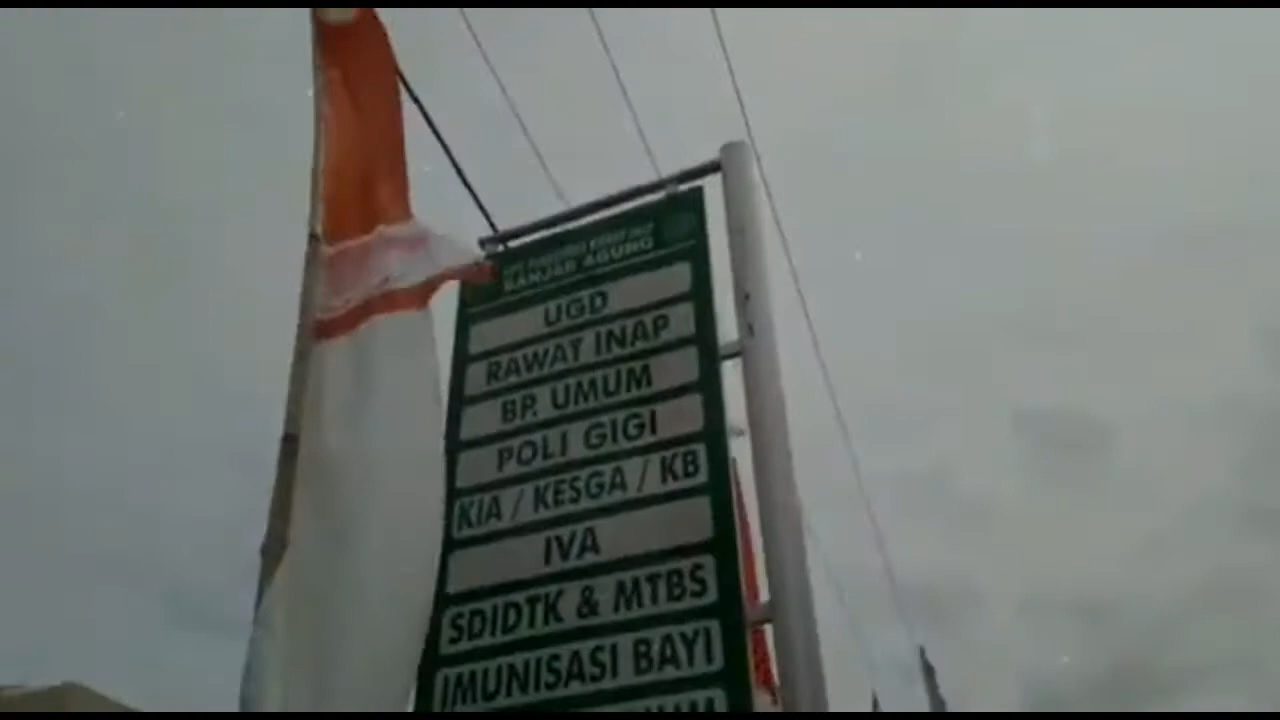 BANJAR AGUNG
UGD
RAWAT INAP
BP. UMUM
POLI GIGI
KIA / KESGA / KB
IVA
SDIDTK & MTBS
IMUNISASI BAYI